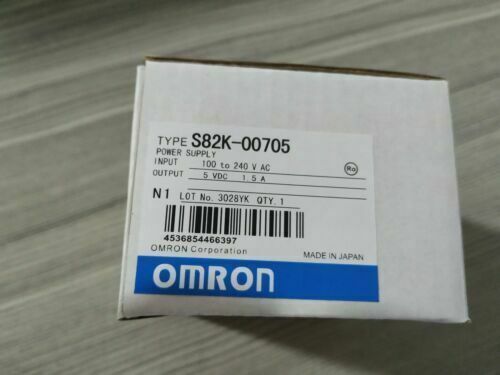 TYPE S82K-00705
POWER SUPPLY
INPUT 100 to 240 V AC
OUTPUT 5 VDC 1.5 A
Ro
N1 LOT No. 3028YK QTY. 1
4536854466397
OMRON Corporation
MADE IN JAPAN
OMRON